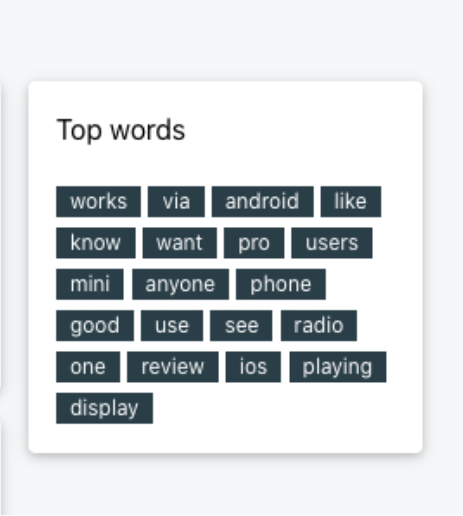 Top words
works via android like
know want pro users
mini anyone phone
good use see radio
one review ios playing
display